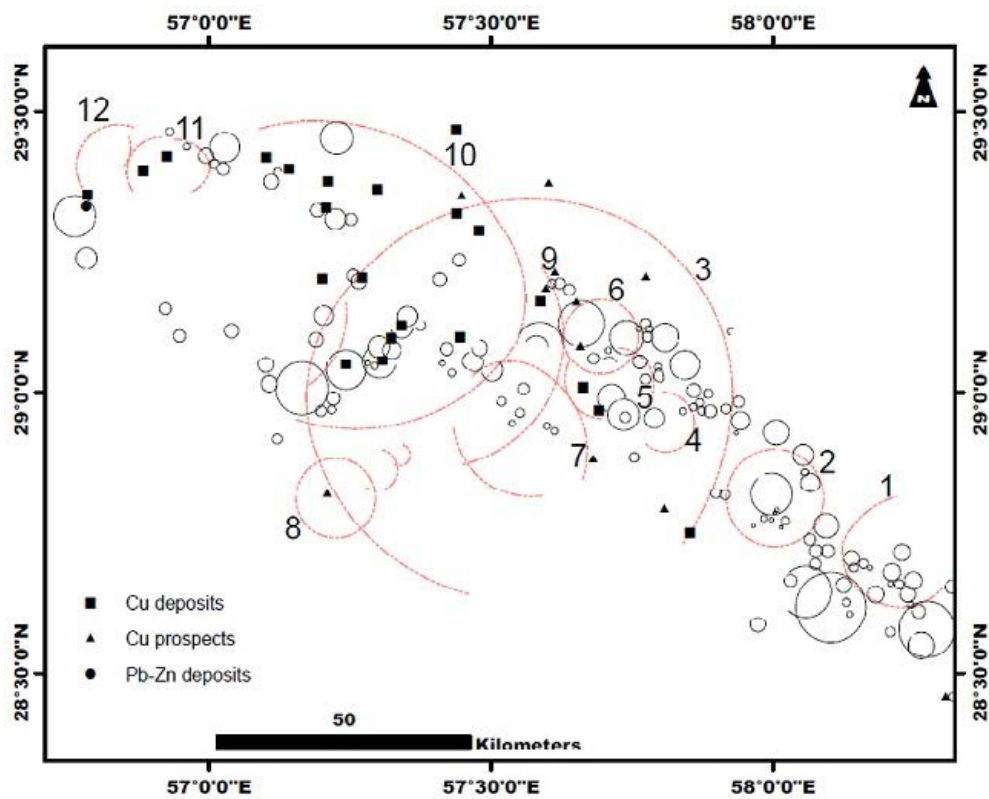 57°0'0"E 57°30'0"E 58°0'0"E
29°30'0"N 29°30'0"N
29°0'0"N 29°0'0"N
28°30'0"N 28°30'0"N
N
12
11
10
9
6
3
5
4
7
2
1
8
Cu deposits
Cu prospects
Pb-Zn deposits
50
Kilometers
57°0'0"E 57°30'0"E 58°0'0"E